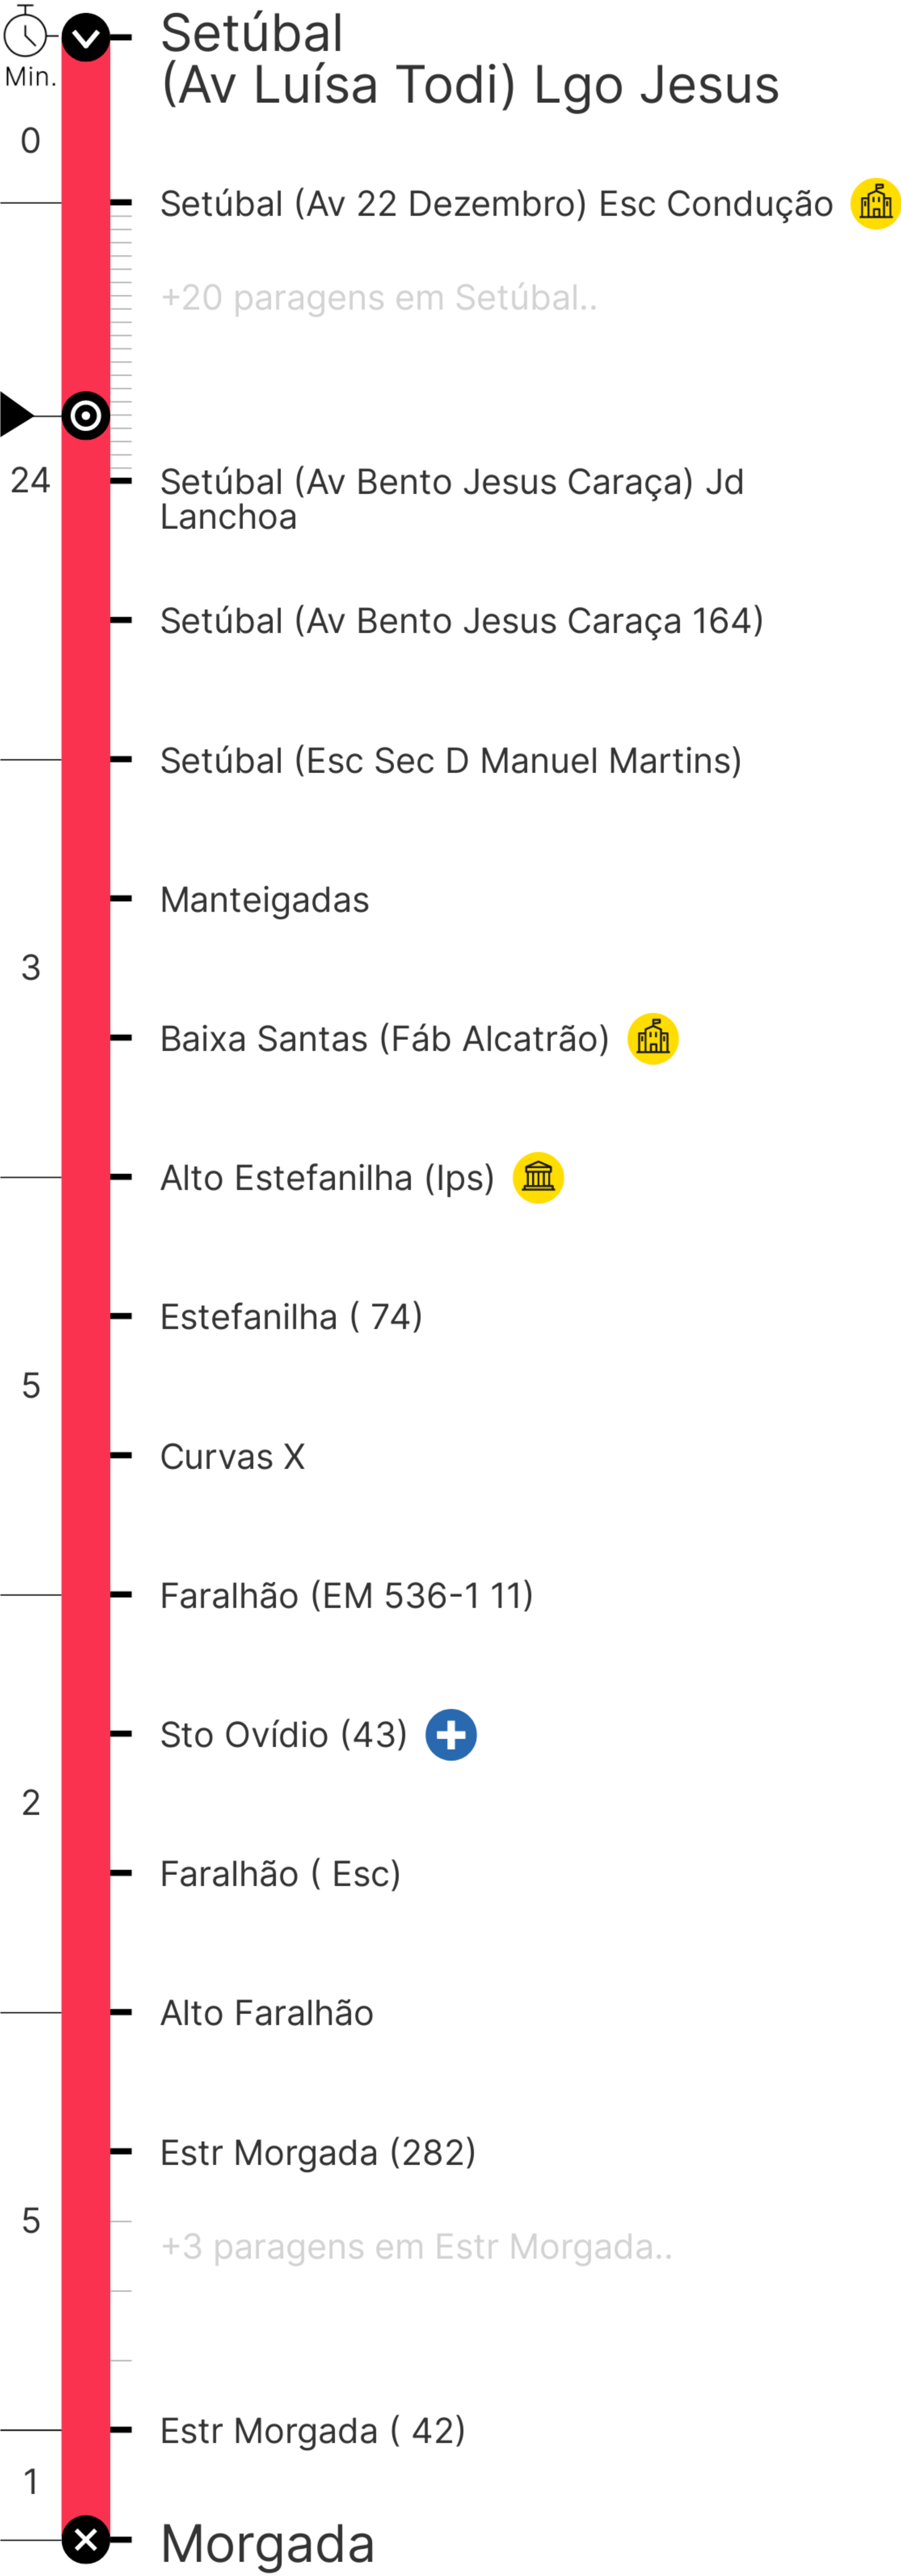 Setúbal
(Av Luísa Todi) Lgo Jesus
Min.
0
Setúbal (Av 22 Dezembro) Esc Condução
+20 paragens em Setúbal..
24
Setúbal (Av Bento Jesus Caraça) Jd
Lanchoa
Setúbal (Av Bento Jesus Caraça 164)
Setúbal (Esc Sec D Manuel Martins)
Manteigadas
3
Baixa Santas (Fáb Alcatrão)
Alto Estefanilha (Ips)
Estefanilha ( 74)
5
Curvas X
Faralhão (EM 536-1 11)
Sto Ovídio (43)
2
Faralhão ( Esc)
Alto Faralhão
Estr Morgada (282)
5
+3 paragens em Estr Morgada..
Estr Morgada ( 42)
1
Morgada